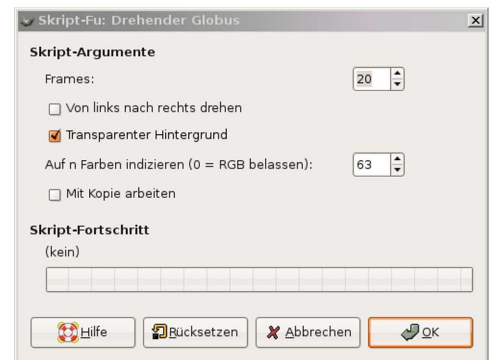 Skript-Fu: Drehender Globus
Skript-Argumente
Frames: 20
Von links nach rechts drehen
Transparenter Hintergrund
Auf n Farben indizieren (0 = RGB belassen): 63
Mit Kopie arbeiten
Skript-Fortschritt
(kein)
Hilfe Rücksetzen Abbrechen OK